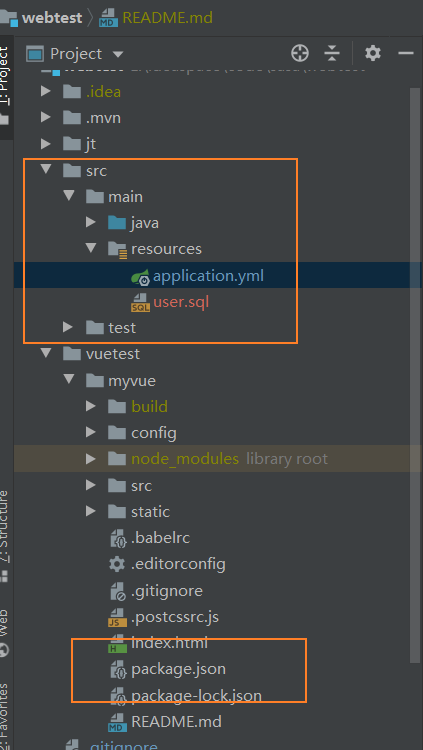 webtest README.md
1: Project
Project
.idea
.mvn
jt
src
main
java
resources
application.yml
user.sql
test
vuetest
myvue
build
config
node_modules library root
src
static
.babelrc
.editorconfig
.gitignore
.postcssrc.js
index.html
package.json
package-lock.json
README.md
.gitignore
7: Structure
Web
Favorites